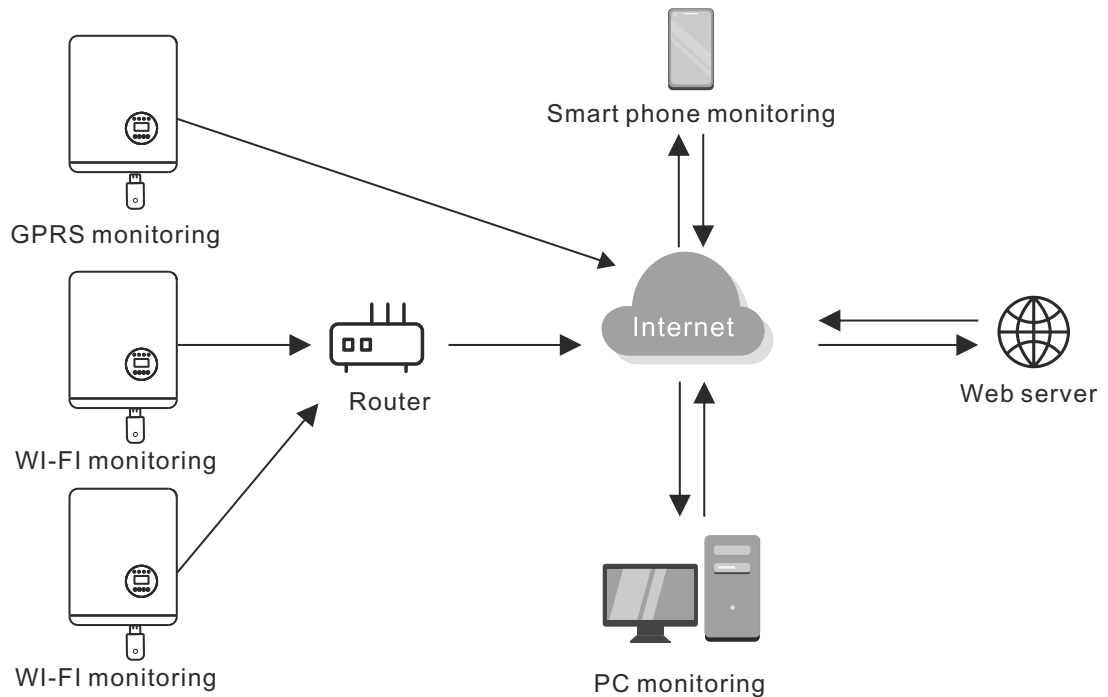 Smart phone monitoring
GPRS monitoring
Internet
Router
Web server
WI-FI monitoring
WI-FI monitoring
PC monitoring